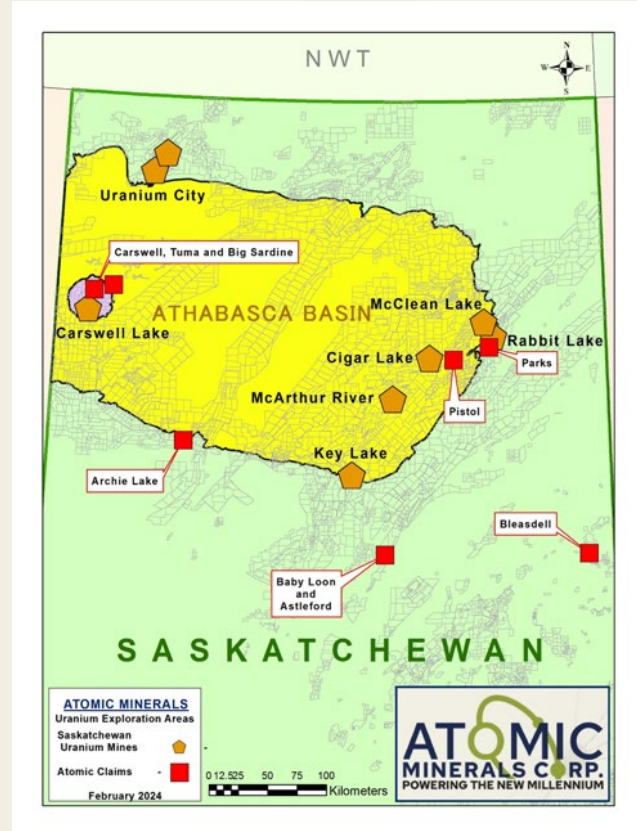 NWT
N
W E
S
Uranium City
Carswell, Tuma and Big Sardine
ATHABASCA BASIN
McClean Lake
Carswell Lake
Rabbit Lake
Cigar Lake
Parks
McArthur River
Pistol
Key Lake
Archie Lake
Bleasdell
Baby Loon
and
Astleford
SASKATCHEWAN
ATOMIC MINERALS
Uranium Exploration Areas
Saskatchewan
Uranium Mines -
Atomic Claims -
February 2024
0 12.525 50 75 100
Kilometers
ATOMIC
MINERALS CORP.
POWERING THE NEW MILLENNIUM